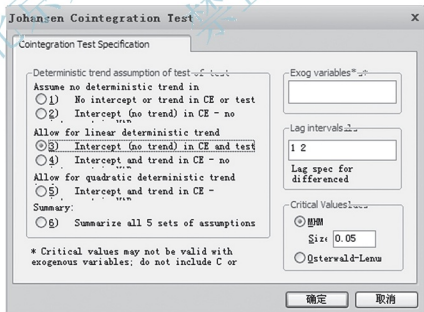 Johansen Cointegration Test
X
Cointegration Test Specification
Deterministic trend assumption of test
Assume no deterministic trend in
1) No intercept or trend in CE or test
2) Intercept (no trend) in CE - no
Allow for linear deterministic trend
3) Intercept (no trend) in CE and test
4) Intercept and trend in CE - no
Allow for quadratic deterministic trend
5) Intercept and trend in CE -
Summary:
6) Summarize all 5 sets of assumptions
* Critical values may not be valid with
exogenous variables; do not include C or
Exog variables*
Lag intervals
1 2
Lag spec for
differenced
Critical Values
MHM
Size 0.05
Osterwald-Lenum
确定
取消